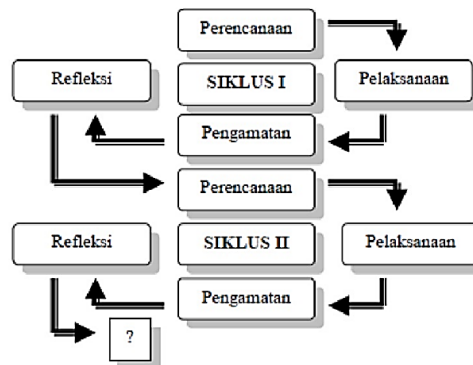 Perencanaan
Refleksi
SIKLUS I
Pelaksanaan
Pengamatan
Perencanaan
Refleksi
SIKLUS II
Pelaksanaan
Pengamatan
?